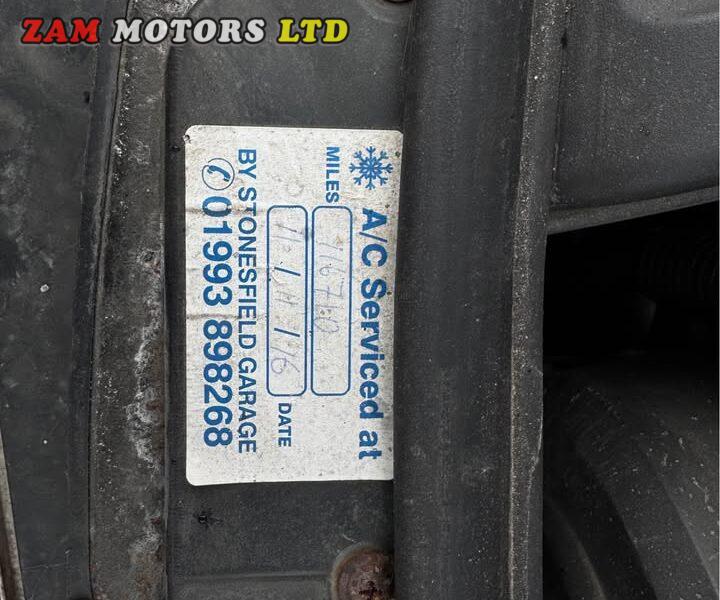 ZAM MOTORS LTD
A/C Serviced at
MILES
DATE
BY STONESFIELD GARAGE
01993 898268